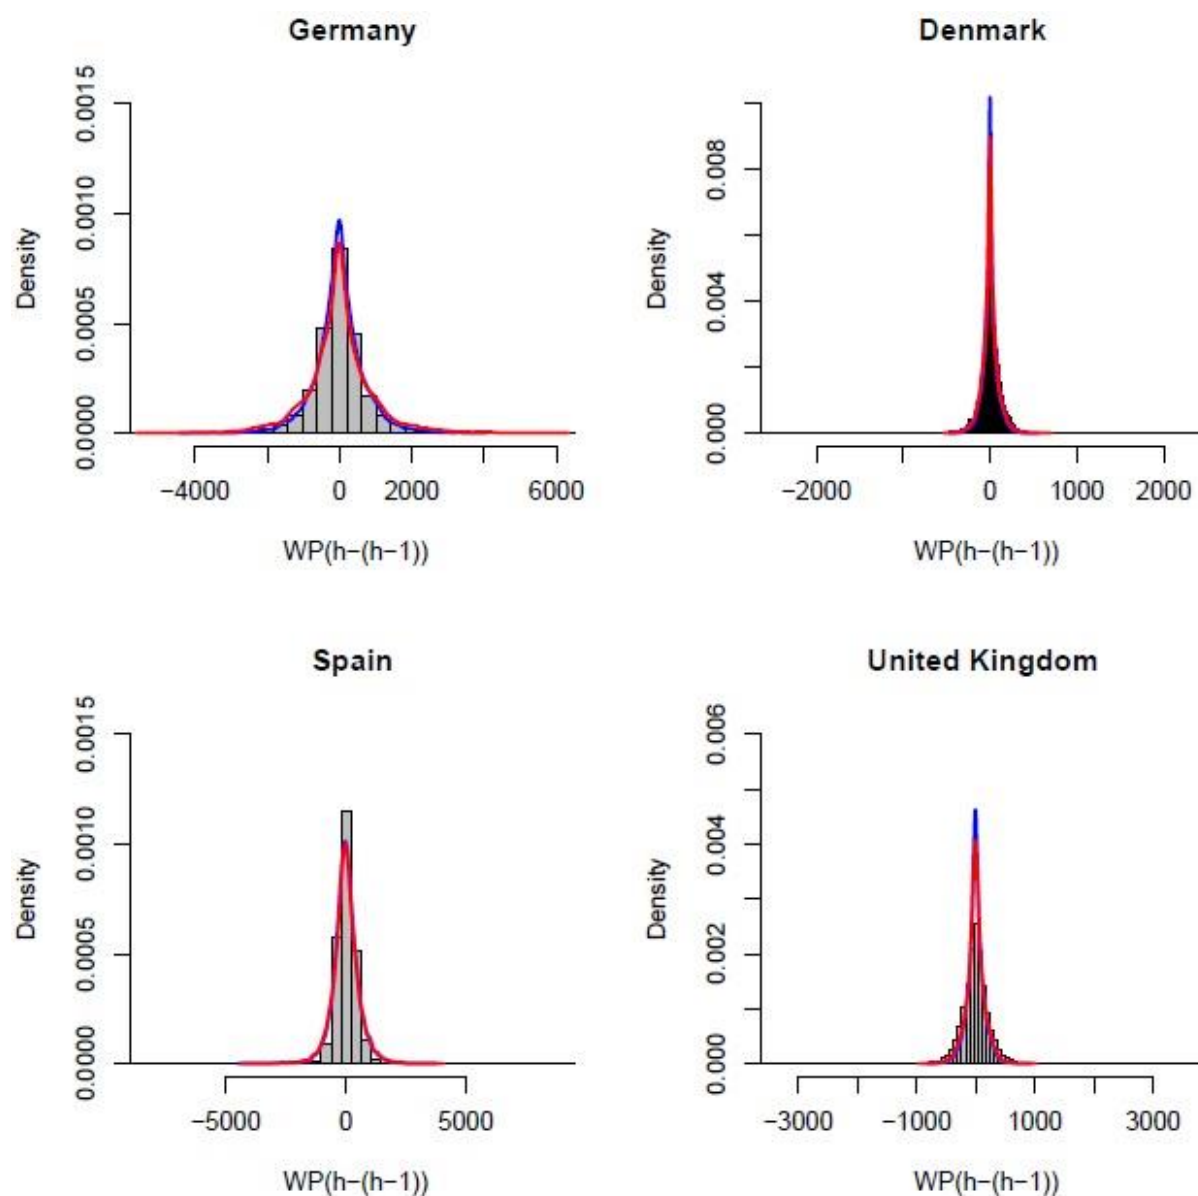 Germany
Density
0.0000 0.0005 0.0010 0.0015
−4000 0 2000 6000
WP(h−(h−1))
Denmark
Density
0.000 0.004 0.008
−2000 0 1000 2000
WP(h−(h−1))
Spain
Density
0.0000 0.0005 0.0010 0.0015
−5000 0 5000
WP(h−(h−1))
United Kingdom
Density
0.000 0.002 0.004 0.006
−3000 −1000 0 1000 3000
WP(h−(h−1))